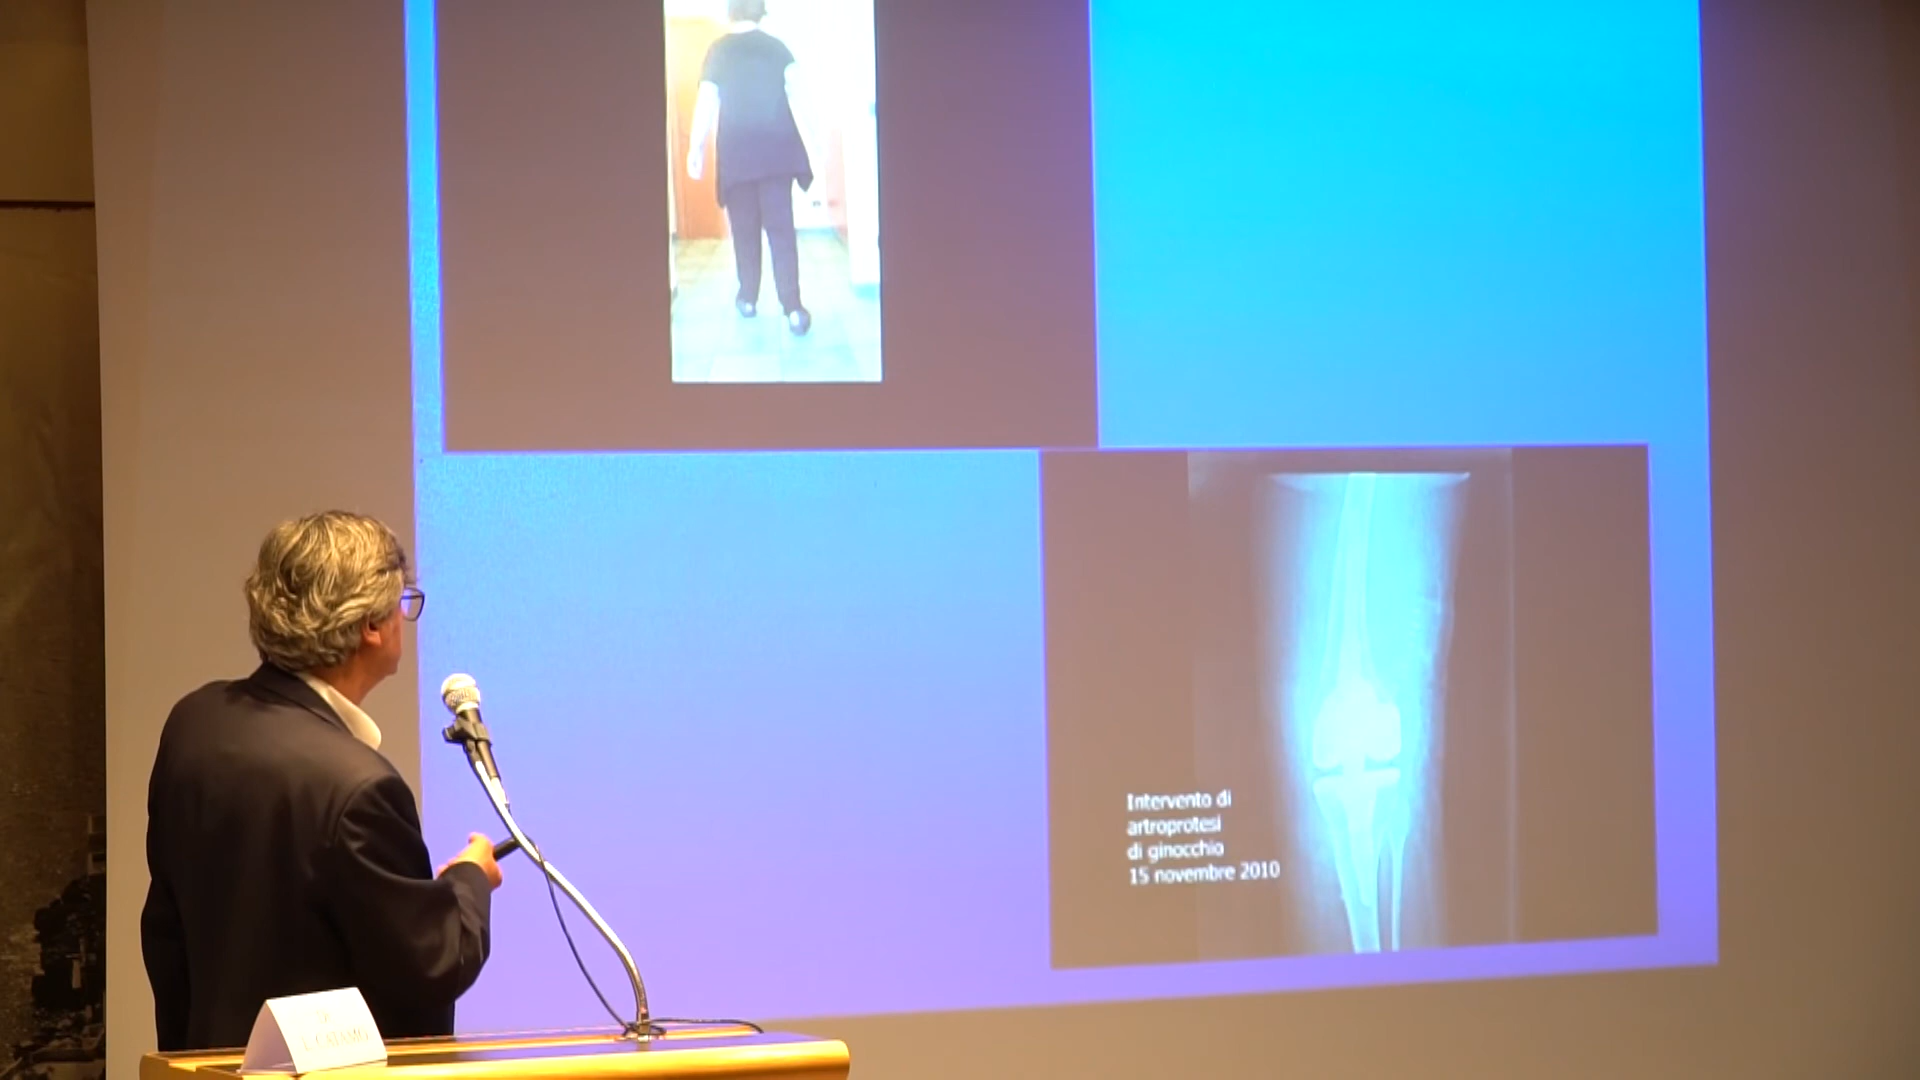 Intervento di
artroprotesi
di ginocchio
15 novembre 2010